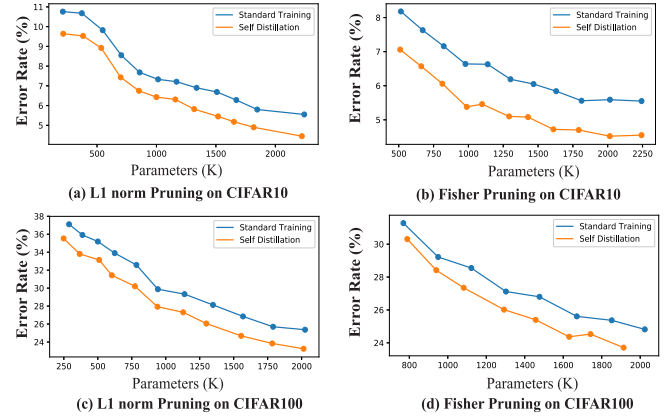 Error Rate (%)
11
10
9
8
7
6
5
500
1000
1500
2000
Standard Training
Self Distillation
Parameters (K)
(a) L1 norm Pruning on CIFAR10
Error Rate (%)
8
7
6
5
4
500
750
1000
1250
1500
1750
2000
2250
Standard Training
Self Distillation
Parameters (K)
(b) Fisher Pruning on CIFAR10
Error Rate (%)
38
36
34
32
30
28
26
24
250
500
750
1000
1250
1500
1750
2000
Standard Training
Self Distillation
Parameters (K)
(c) L1 norm Pruning on CIFAR100
Error Rate (%)
30
28
26
24
800
1000
1200
1400
1600
1800
2000
Standard Training
Self Distillation
Parameters (K)
(d) Fisher Pruning on CIFAR100